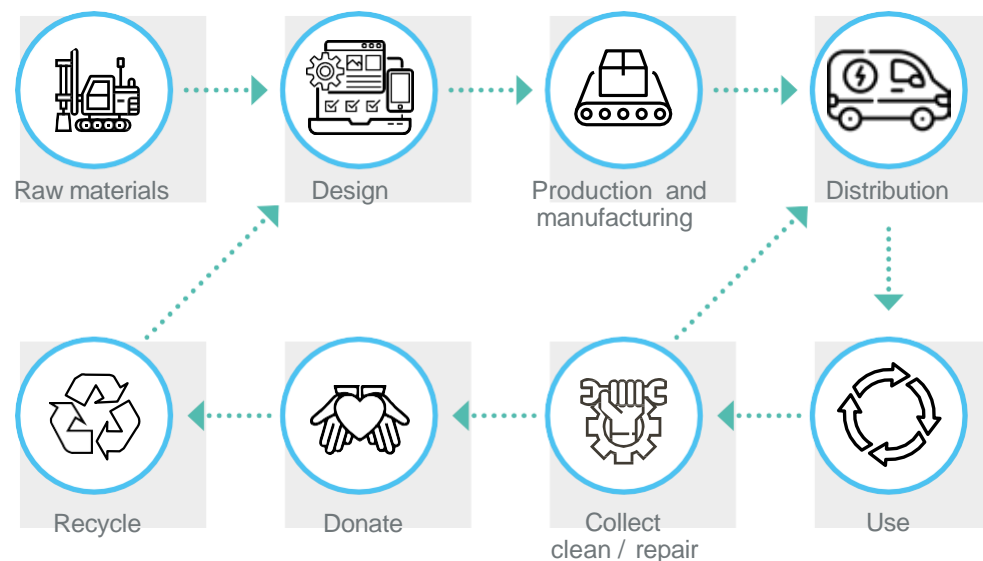 Raw materials
Design
Production and
manufacturing
Distribution
Recycle
Donate
Collect
clean / repair
Use